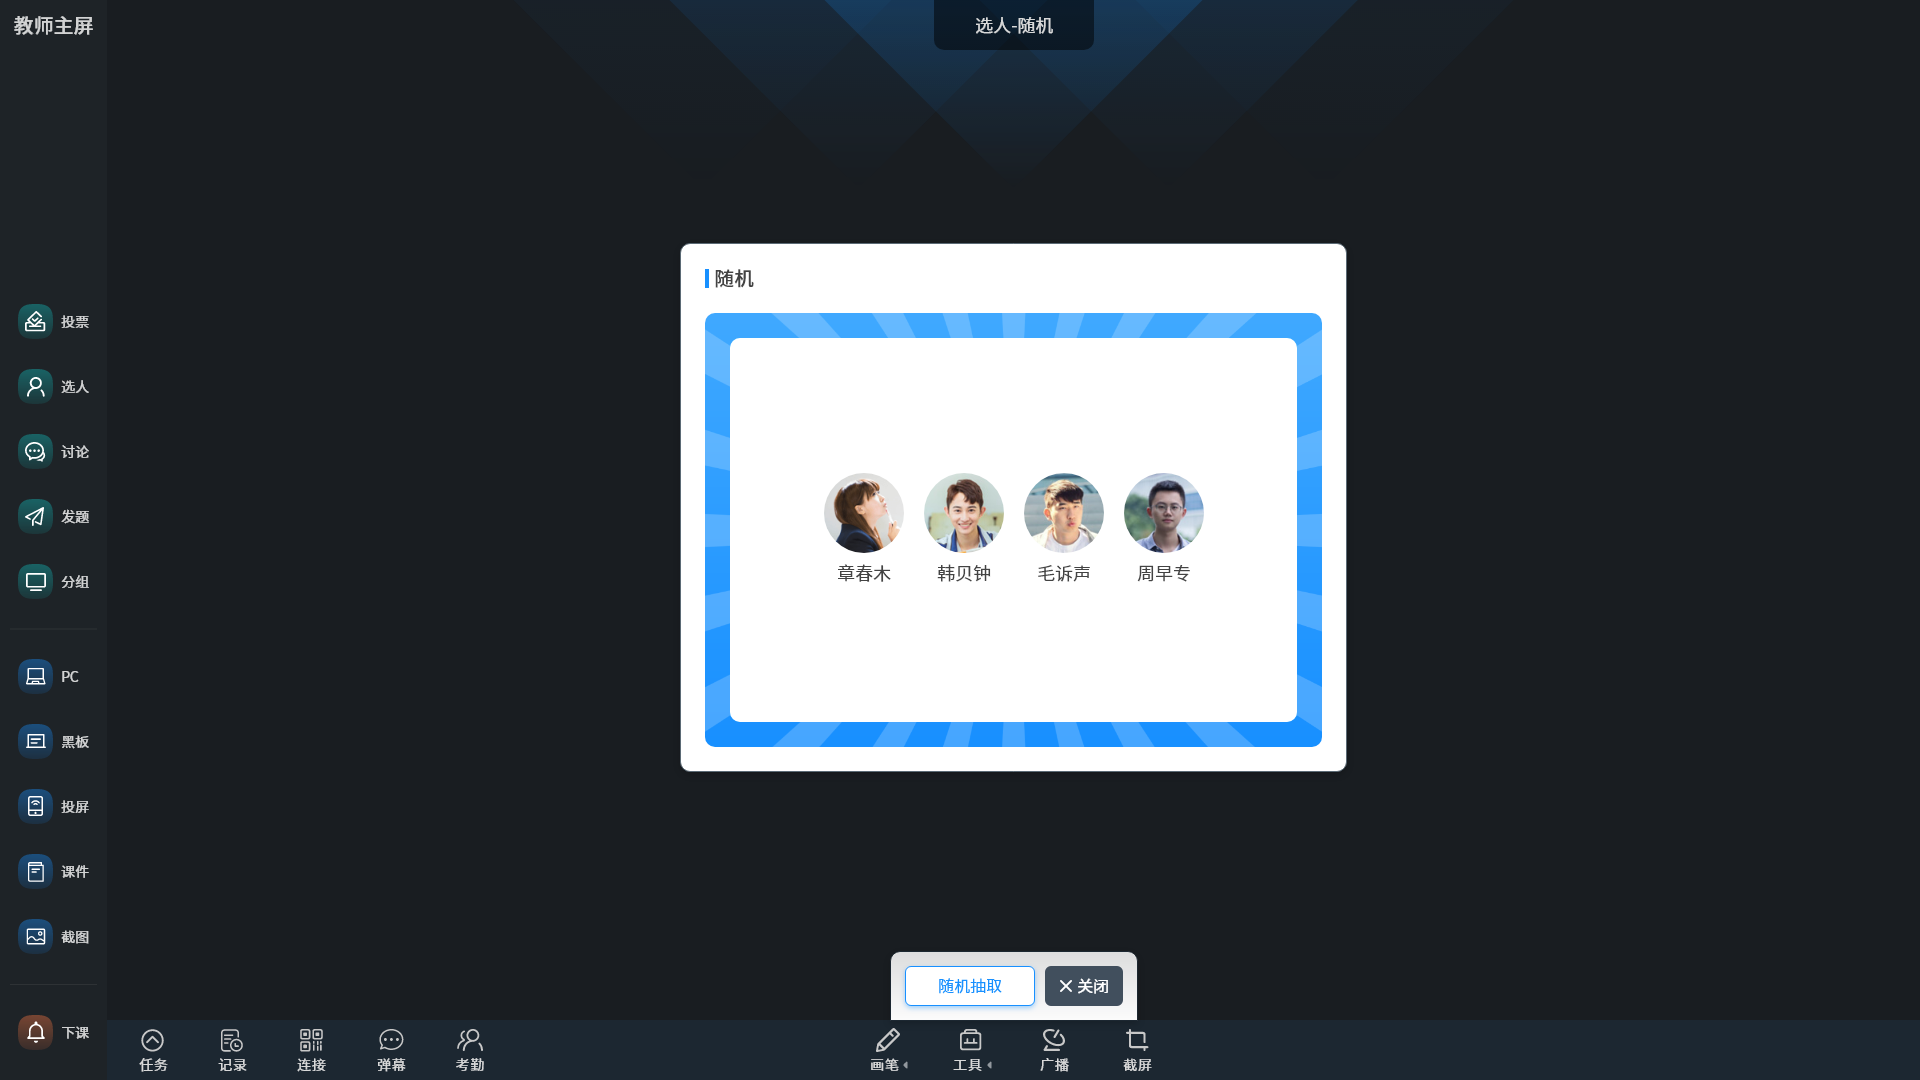 教师主屏
选人-随机
随机
章春木
韩贝钟
毛诉声
周早专
投票
选人
讨论
发题
分组
PC
黑板
投屏
课件
截图
下课
随机抽取
关闭
任务
记录
连接
弹幕
考勤
画笔
工具
广播
截屏